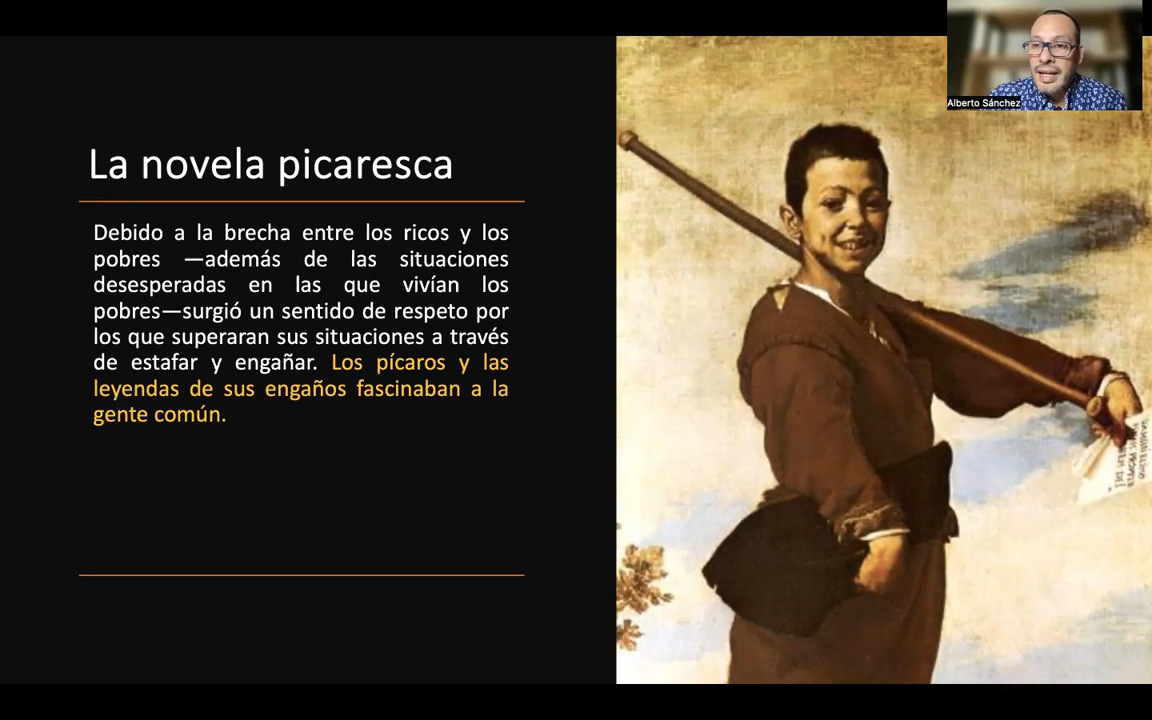 La novela picaresca
Debido a la brecha entre los ricos y los
pobres —además de las situaciones
desesperadas en las que vivían los
pobres—surgió un sentido de respeto por
los que superaran sus situaciones a través
de estafar y engañar. Los pícaros y las
leyendas de sus engaños fascinaban a la
gente común.
Alberto Sánchez